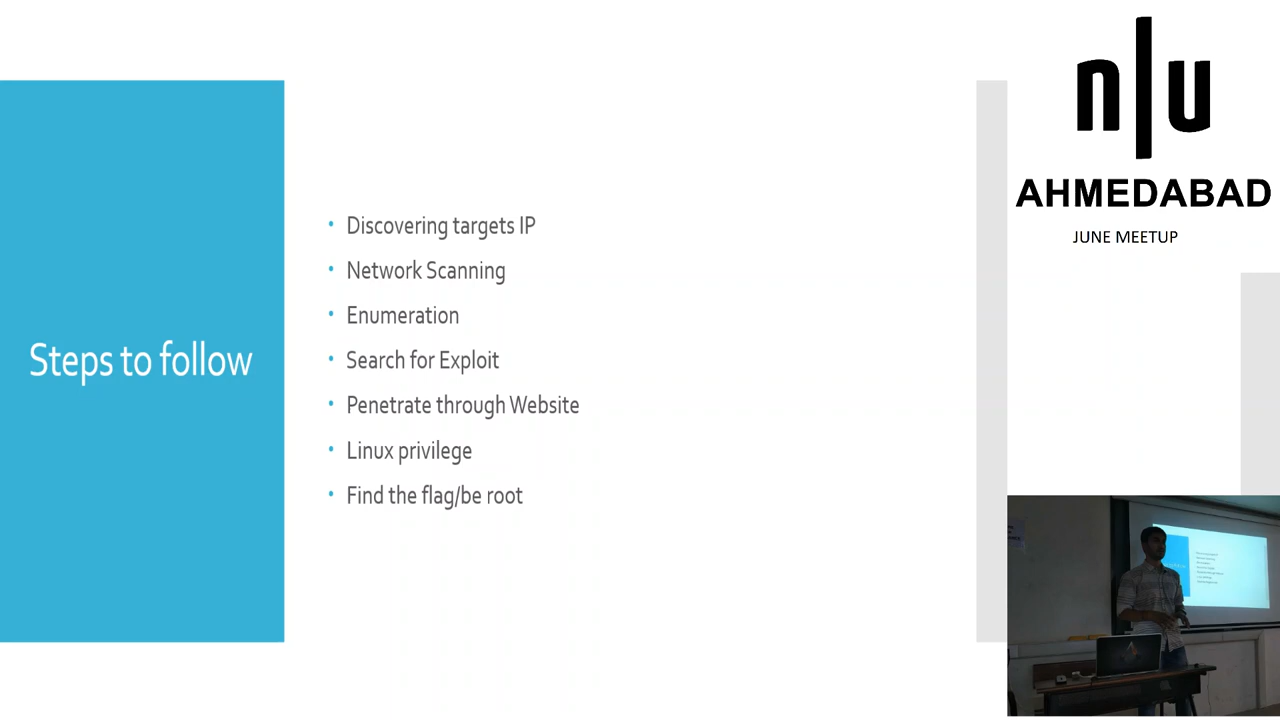 Steps to follow
Discovering targets IP
Network Scanning
Enumeration
Search for Exploit
Penetrate through Website
Linux privilege
Find the flag/be root
n|u
AHMEDABAD
JUNE MEETUP